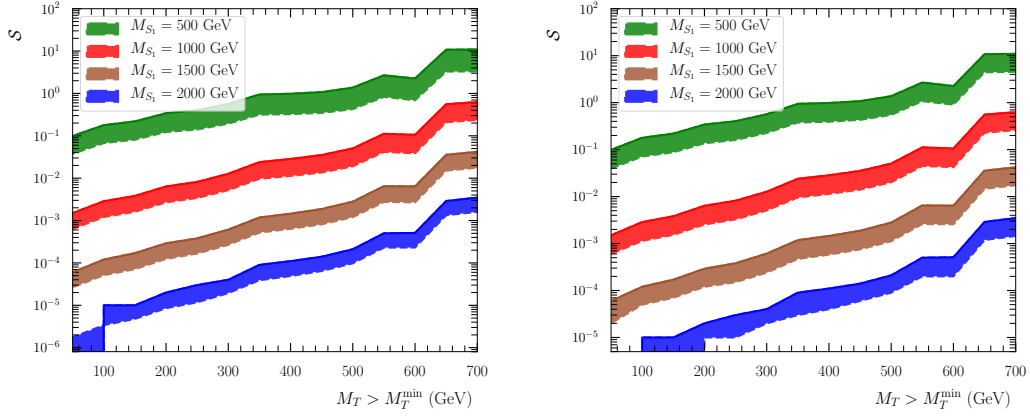 S
M_{S_1} = 500 GeV
M_{S_1} = 1000 GeV
M_{S_1} = 1500 GeV
M_{S_1} = 2000 GeV
10^2
10^1
10^0
10^{-1}
10^{-2}
10^{-3}
10^{-4}
10^{-5}
10^{-6}
100 200 300 400 500 600 700
M_T > M_T^{min} (GeV)
S
M_{S_1} = 500 GeV
M_{S_1} = 1000 GeV
M_{S_1} = 1500 GeV
M_{S_1} = 2000 GeV
10^2
10^1
10^0
10^{-1}
10^{-2}
10^{-3}
10^{-4}
10^{-5}
100 200 300 400 500 600 700
M_T > M_T^{min} (GeV)